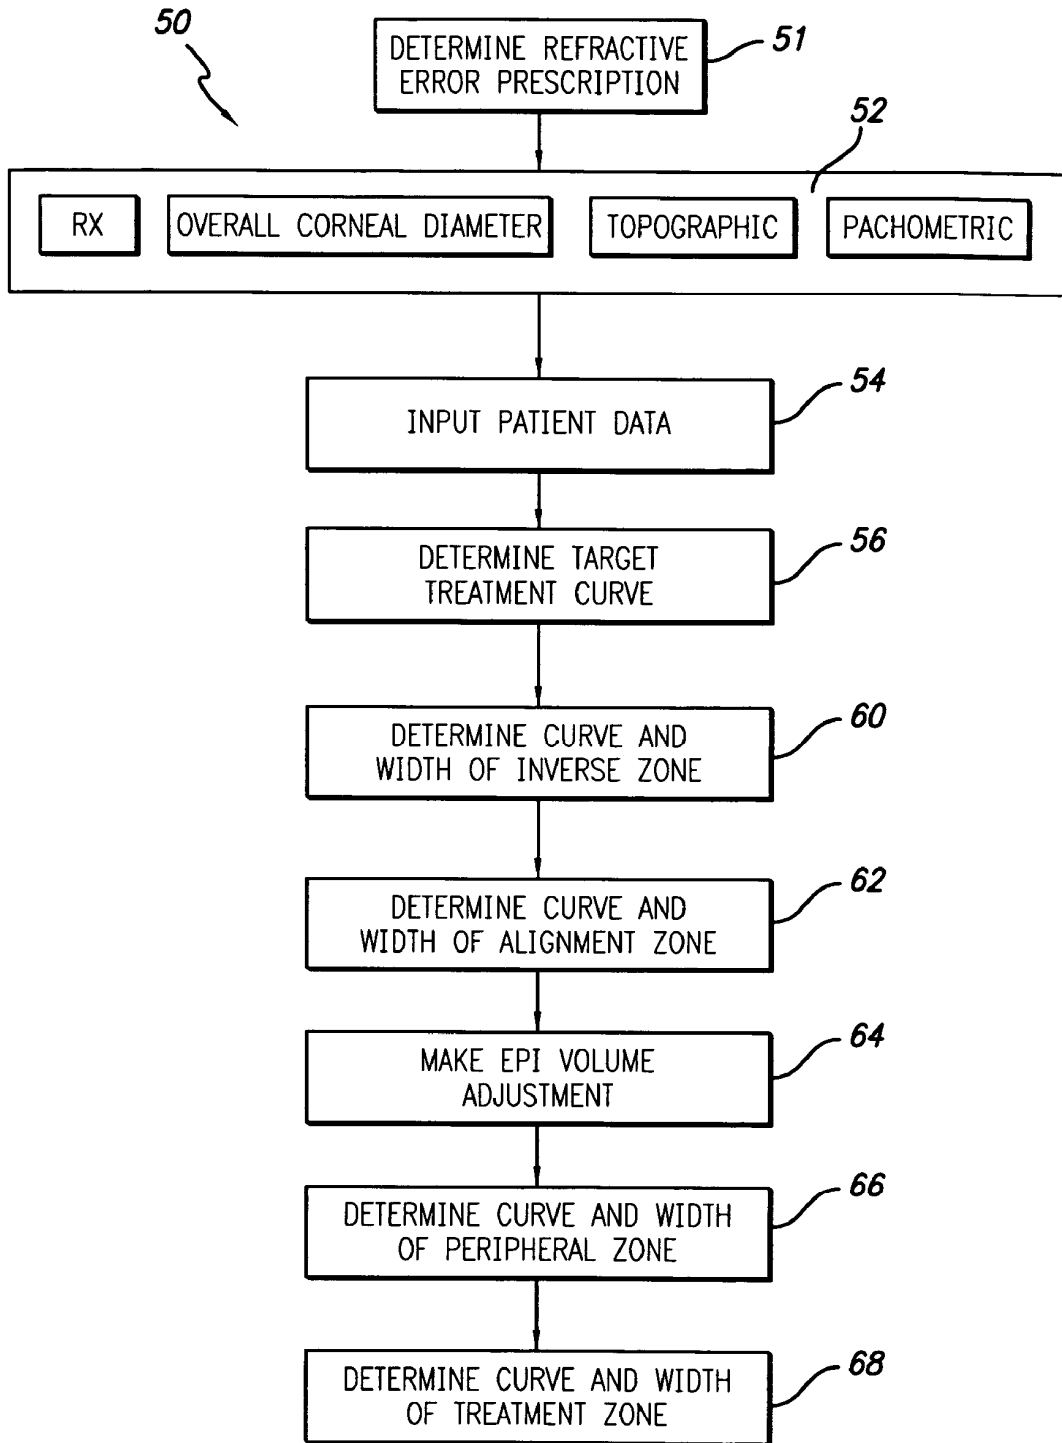 50
DETERMINE REFRACTIVE
ERROR PRESCRIPTION
51
52
RX
OVERALL CORNEAL DIAMETER
TOPOGRAPHIC
PACHOMETRIC
INPUT PATIENT DATA
54
DETERMINE TARGET
TREATMENT CURVE
56
DETERMINE CURVE AND
WIDTH OF INVERSE ZONE
60
DETERMINE CURVE AND
WIDTH OF ALIGNMENT ZONE
62
MAKE EPI VOLUME
ADJUSTMENT
64
DETERMINE CURVE AND WIDTH
OF PERIPHERAL ZONE
66
DETERMINE CURVE AND WIDTH
OF TREATMENT ZONE
68